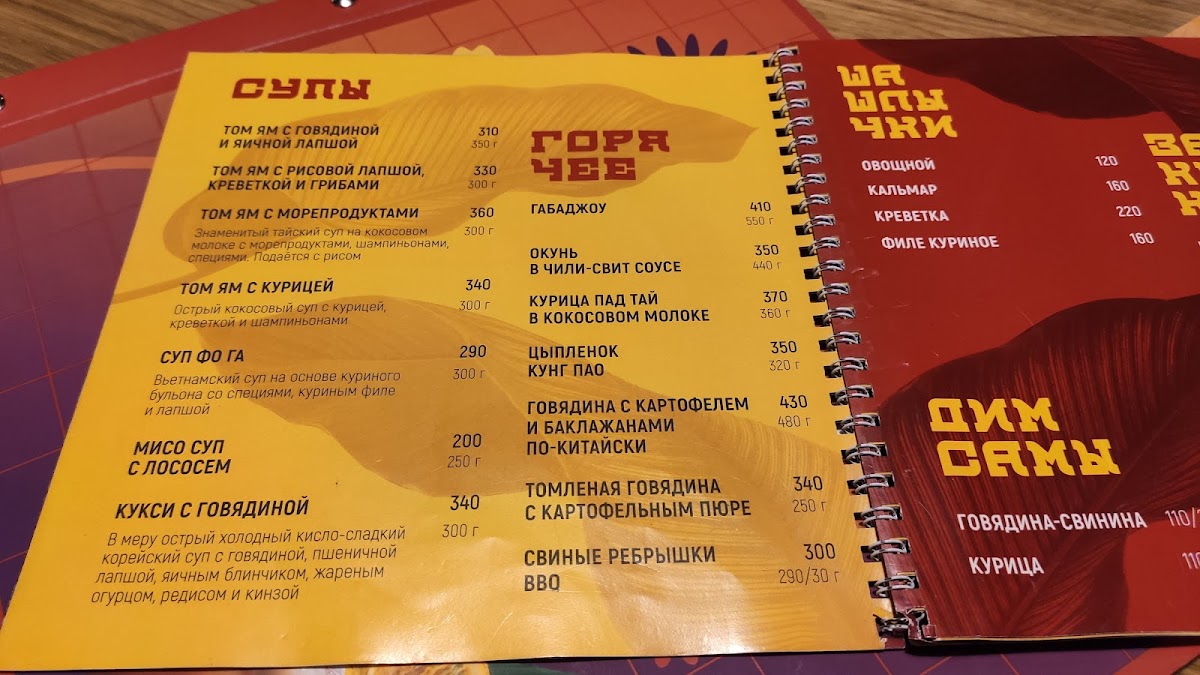 СУПЫ
ТОМ ЯМ С ГОВЯДИНОЙ 310
И ЯИЧНОЙ ЛАПШОЙ 350 г
ТОМ ЯМ С РИСОВОЙ ЛАПШОЙ, 330
КРЕВЕТКОЙ И ГРИБАМИ 300 г
ТОМ ЯМ С МОРЕПРОДУКТАМИ 360
Знаменитый тайский суп на кокосовом 300 г
молоке с морепродуктами, шампиньонами,
специями. Подаётся с рисом
ТОМ ЯМ С КУРИЦЕЙ 340
Острый кокосовый суп с курицей, 300 г
креветкой и шампиньонами
СУП ФО ГА 290
Вьетнамский суп на основе куриного 300 г
бульона со специями, куриным филе
и лапшой
МИСО СУП 200
С ЛОСОСЕМ 250 г
КУКСИ С ГОВЯДИНОЙ 340
В меру острый холодный кисло-сладкий 300 г
корейский суп с говядиной, пшеничной
лапшой, яичным блинчиком, жареным
огурцом, редисом и кинзой
ГОРЯ
ЧЕЕ
ГАБАДЖОУ 410
550 г
ОКУНЬ 350
В ЧИЛИ-СВИТ СОУСЕ 440 г
КУРИЦА ПАД ТАЙ 370
В КОКОСОВОМ МОЛОКЕ 360 г
ЦЫПЛЕНОК 350
КУНГ ПАО 320 г
ГОВЯДИНА С КАРТОФЕЛЕМ 430
И БАКЛАЖАНАМИ 480 г
ПО-КИТАЙСКИ
ТОМЛЕНАЯ ГОВЯДИНА 340
С КАРТОФЕЛЬНЫМ ПЮРЕ 250 г
СВИНЫЕ РЕБРЫШКИ 300
BBQ 290/30 г
ША
ШЛЫ
ЧКИ
ОВОЩНОЙ 120
КАЛЬМАР 160
КРЕВЕТКА 220
ФИЛЕ КУРИНОЕ 160
ДИМ
САМЫ
ГОВЯДИНА-СВИНИНА 110/
КУРИЦА